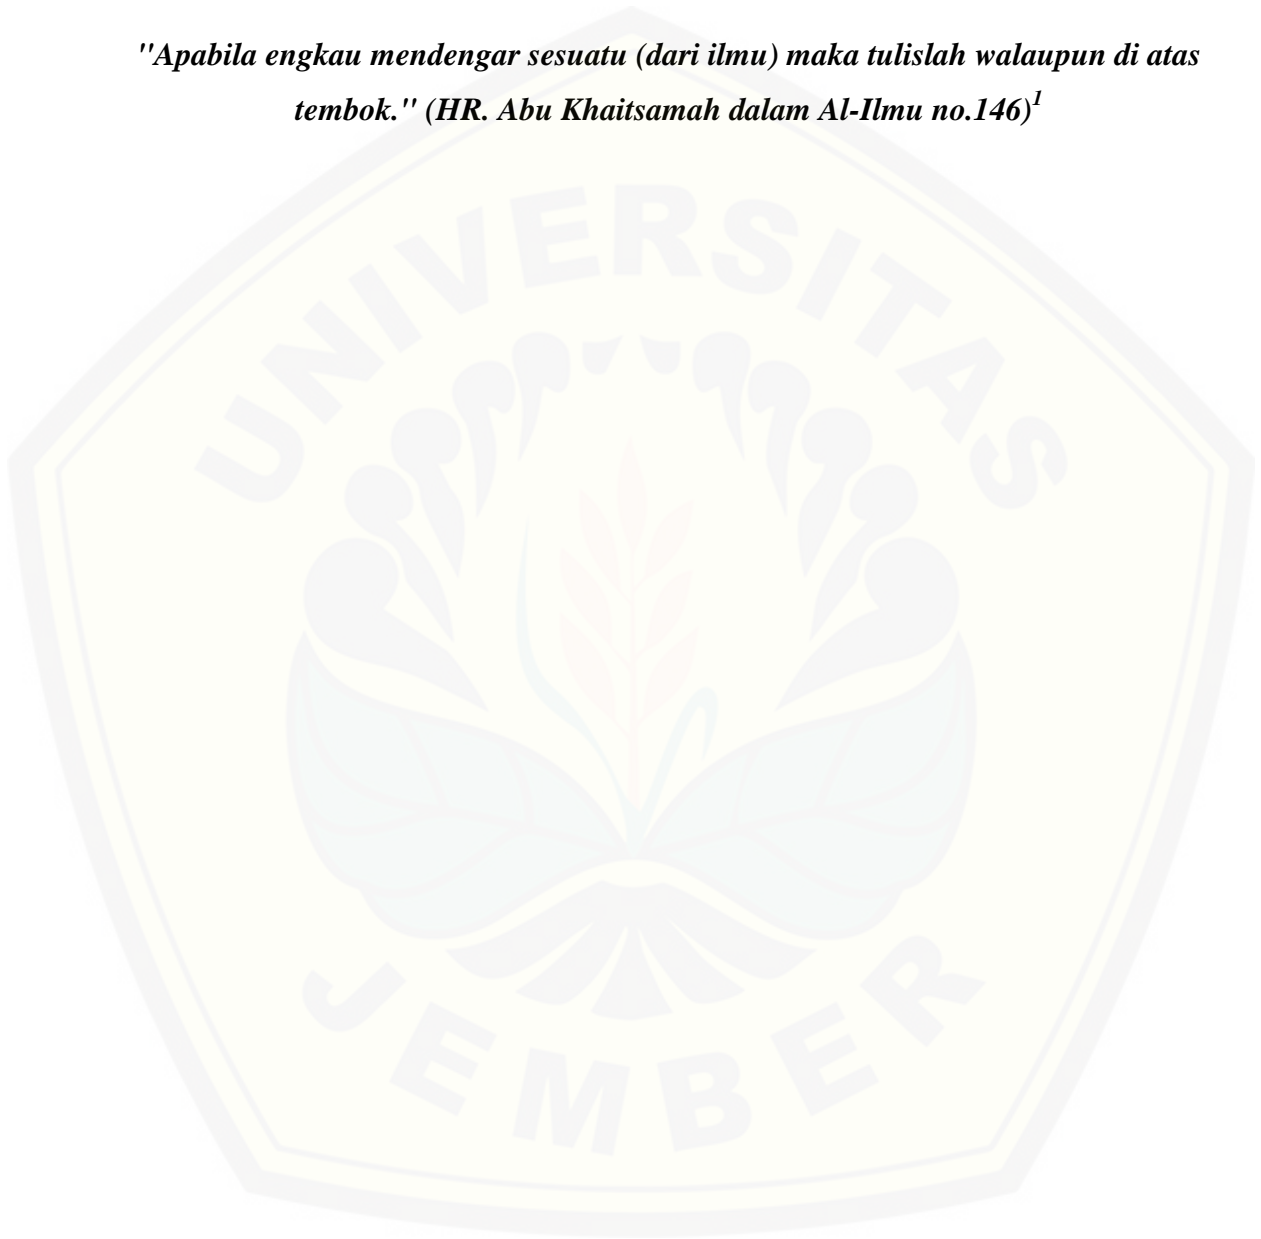 "Apabila engkau mendengar sesuatu (dari ilmu) maka tulislah walaupun di atas
tembok." (HR. Abu Khaitsamah dalam Al-Ilmu no.146)1
UNIVERSITAS
JEMBER